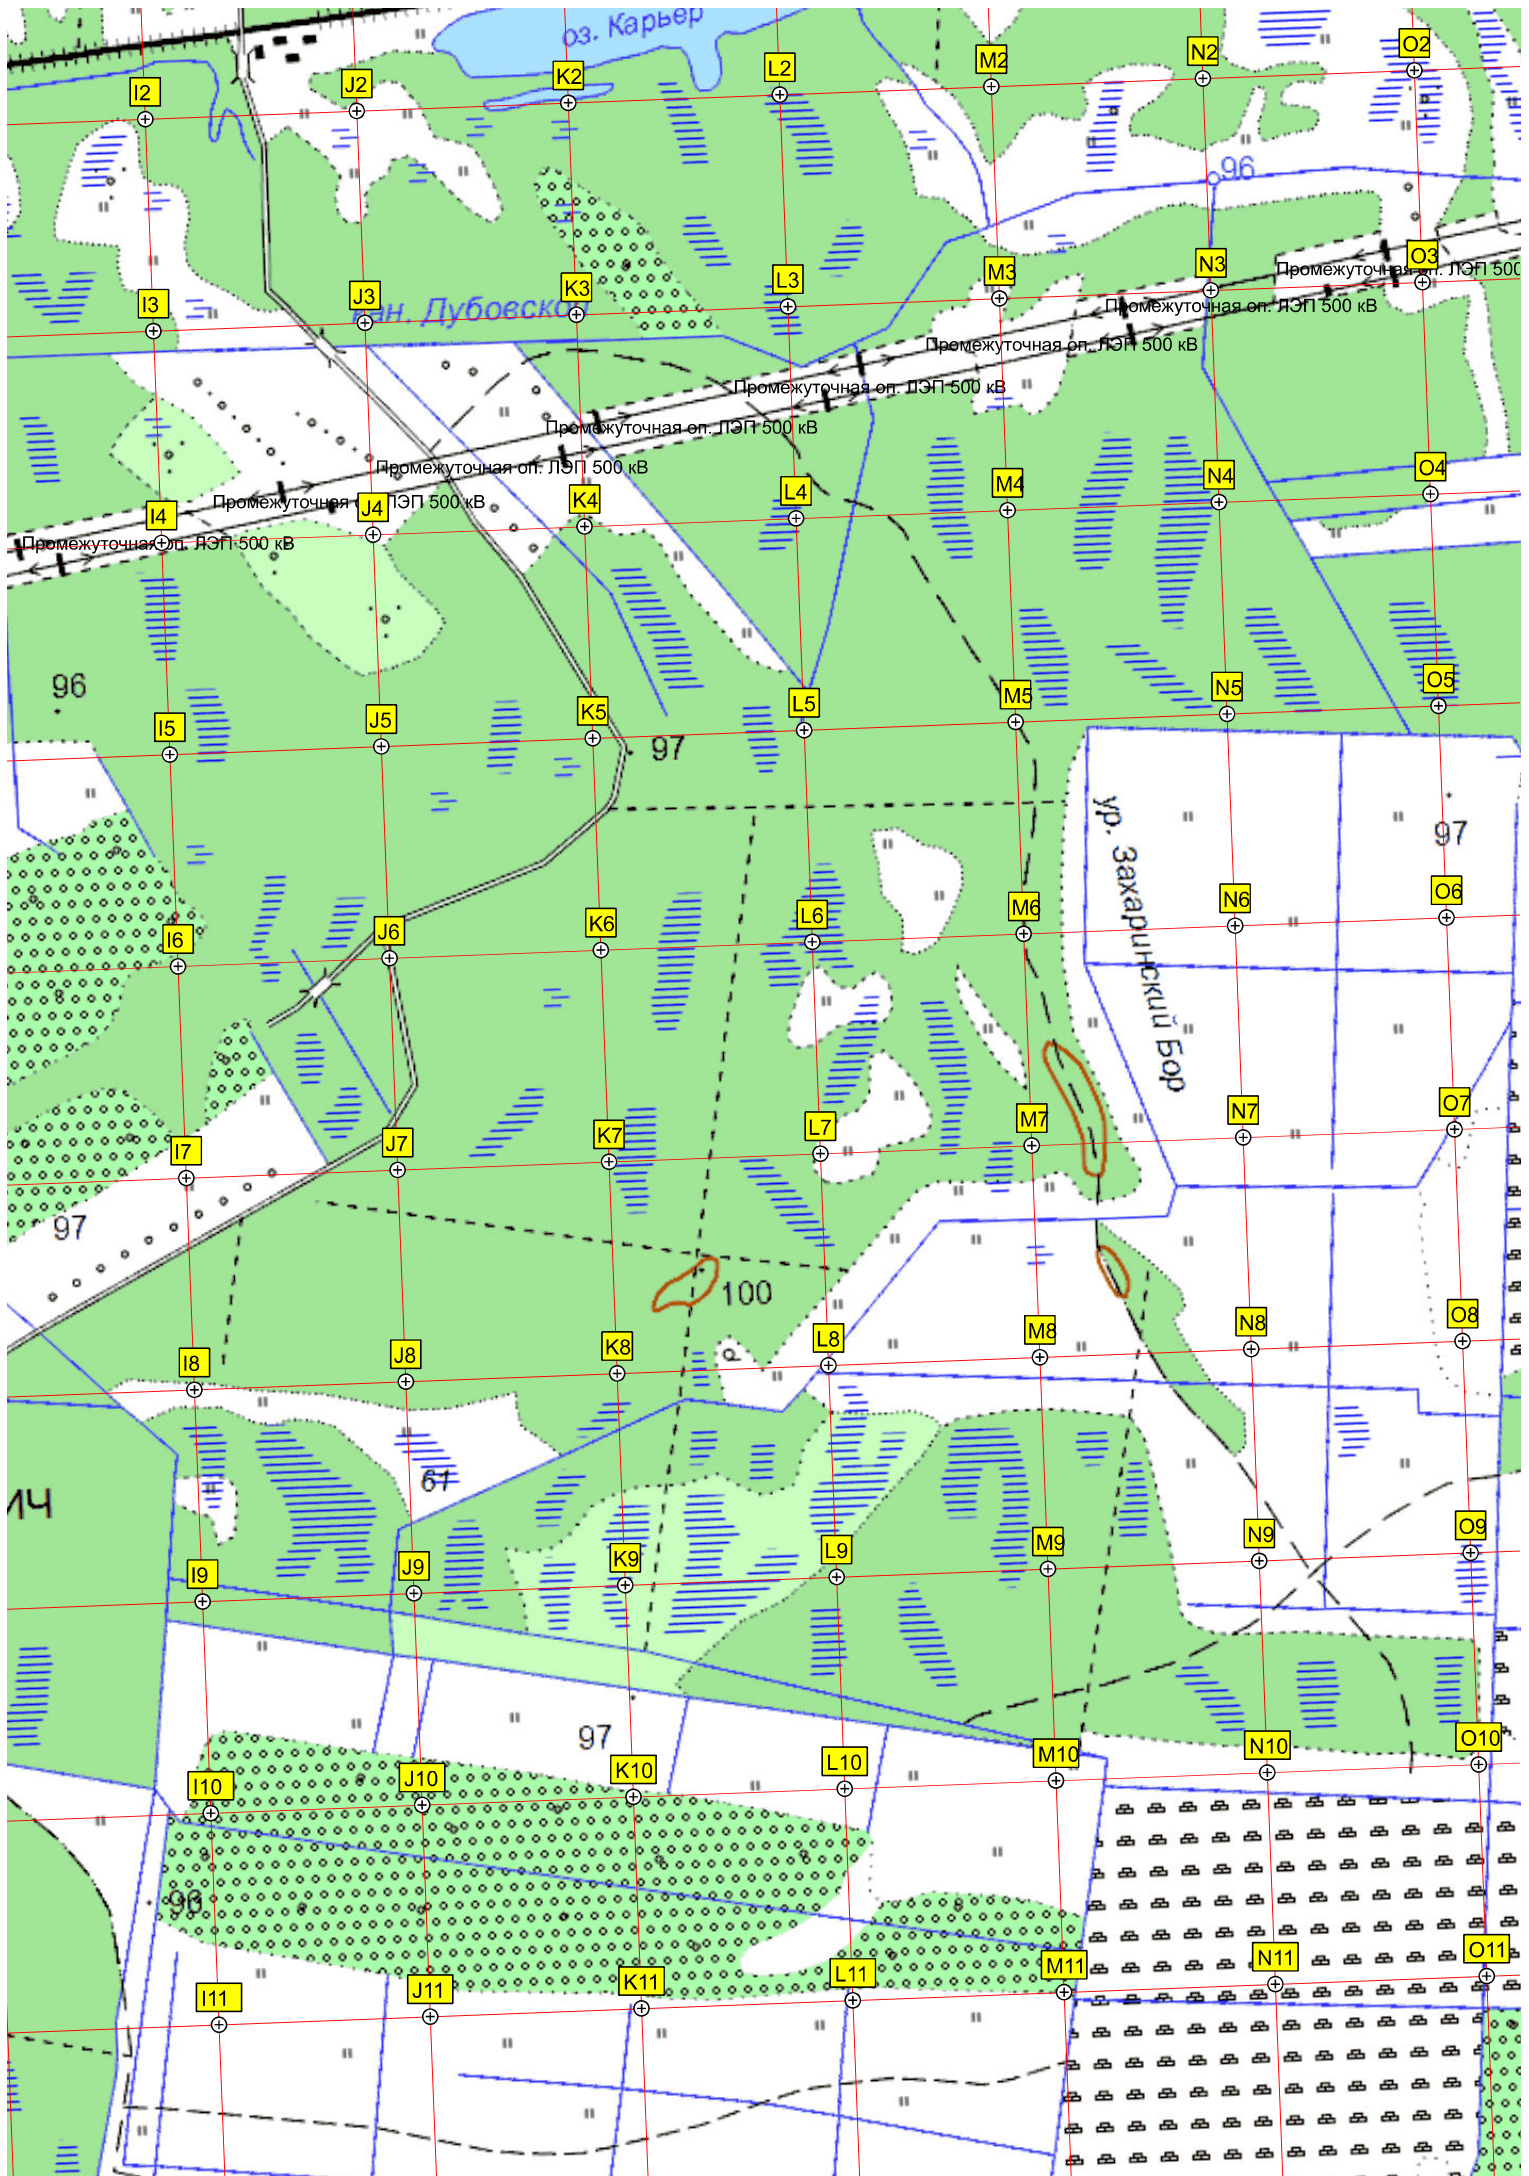 оз. Карьер
I2 J2 K2 L2 M2 N2 O2
96
I3 J3 K3 L3 M3 N3 O3
кан. Дубовской
Промежуточная оп. ЛЭП 500
Промежуточная оп. ЛЭП 500 кВ
Промежуточная оп. ЛЭП 500 кВ
Промежуточная оп. ЛЭП 500 кВ
Промежуточная оп. ЛЭП 500 кВ
Промежуточная оп. ЛЭП 500 кВ
Промежуточная оп. ЛЭП 500 кВ
Промежуточная оп. ЛЭП 500 кВ
I4 J4 K4 L4 M4 N4 O4
96
I5 J5 K5 L5 M5 N5 O5
97
ур. Захаринский Бор
97
I6 J6 K6 L6 M6 N6 O6
I7 J7 K7 L7 M7 N7 O7
97
100
I8 J8 K8 L8 M8 N8 O8
61
ИЧ
I9 J9 K9 L9 M9 N9 O9
97
I10 J10 K10 L10 M10 N10 O10
96
I11 J11 K11 L11 M11 N11 O11